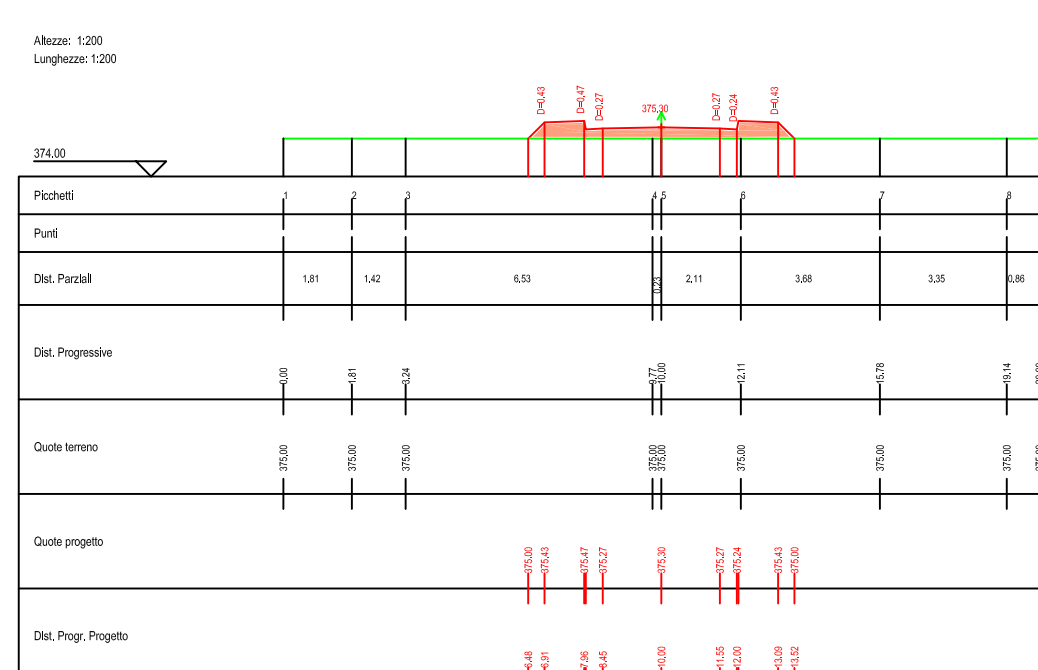 Altezze: 1:200
Lunghezze: 1:200
D=0.43 D=0.47 D=0.27 375.30 D=0.27 D=0.24 D=0.43
374.00
Picchetti 1 2 3 4 5 6 7 8
Punti
Dist. Parziali 1.81 1.42 6.53 0.23 2.11 3.68 3.35 0.86
Dist. Progressive 0.00 1.81 3.24 9.77 10.00 12.11 15.78 19.14
Quote terreno 375.00 375.00 375.00 375.00 375.00 375.00 375.00 375.00
Quote progetto 375.00 375.43 375.47 375.27 375.30 375.27 375.24 375.43 375.00
Dist. Progr. Progetto 6.48 6.91 7.96 8.45 10.00 11.55 12.00 13.09 13.52